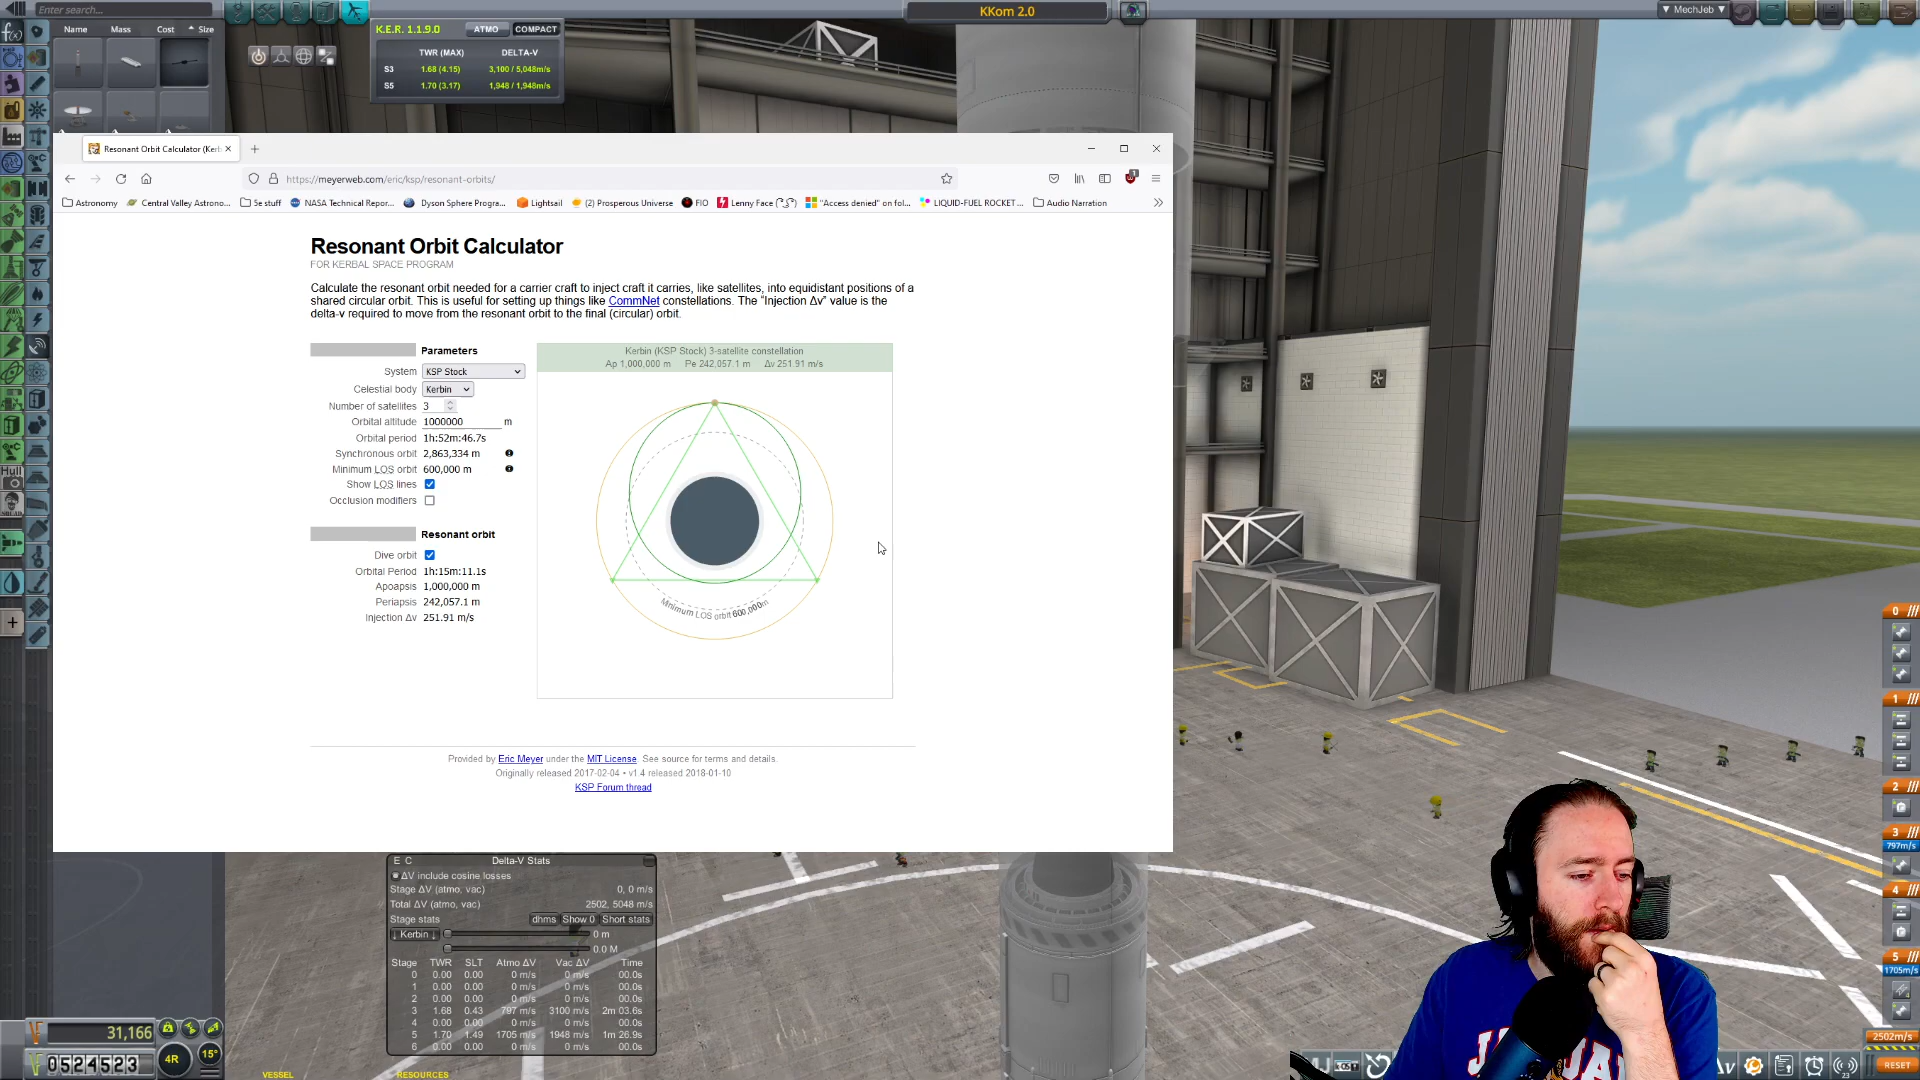 Enter search...
Name Mass Cost Size
K.E.R. 1.1.9.0 ATMO COMPACT
TWR (MAX) DELTA-V
S3 1.68 (4.15) 3,100 / 5,048m/s
S5 1.70 (3.17) 1,948 / 1,948m/s
KKom 2.0
▼ MechJeb ▼
Resonant Orbit Calculator (Kerb
https://meyerweb.com/eric/ksp/resonant-orbits/
Astronomy Central Valley Astrono... 5e stuff NASA Technical Repor... Dyson Sphere Progra... Lightsail (2) Prosperous Universe FIO Lenny Face "Access denied" on fol... LIQUID-FUEL ROCKET ... Audio Narration
Resonant Orbit Calculator
FOR KERBAL SPACE PROGRAM
Calculate the resonant orbit needed for a carrier craft to inject craft it carries, like satellites, into equidistant positions of a
shared circular orbit. This is useful for setting up things like CommNet constellations. The "Injection Δv" value is the
delta-v required to move from the resonant orbit to the final (circular) orbit.
Parameters
System KSP Stock
Celestial body Kerbin
Number of satellites 3
Orbital altitude 1000000 m
Orbital period 1h:52m:46.7s
Synchronous orbit 2,863,334 m
Minimum LOS orbit 600,000 m
Show LOS lines
Occlusion modifiers
Resonant orbit
Dive orbit
Orbital Period 1h:15m:11.1s
Apoapsis 1,000,000 m
Periapsis 242,057.1 m
Injection Δv 251.91 m/s
Kerbin (KSP Stock) 3-satellite constellation
Ap 1,000,000 m Pe 242,057.1 m Δv 251.91 m/s
Minimum LOS orbit 600,000m
Provided by Eric Meyer under the MIT License. See source for terms and details.
Originally released 2017-02-04 • v1.4 released 2018-01-10
KSP Forum thread
Hull
E C Delta-V Stats
ΔV include cosine losses
Stage ΔV (atmo, vac) 0, 0 m/s
Total ΔV (atmo, vac) 2502, 5048 m/s
Stage stats dhms Show 0 Short stats
Kerbin 0 m
0.0 M
Stage TWR SLT Atmo ΔV Vac ΔV Time
0 0.00 0.00 0 m/s 0 m/s 00.0s
1 0.00 0.00 0 m/s 0 m/s 00.0s
2 0.00 0.00 0 m/s 0 m/s 00.0s
3 1.68 0.43 797 m/s 3100 m/s 2m 03.6s
4 0.00 0.00 0 m/s 0 m/s 00.0s
5 1.70 1.49 1705 m/s 1948 m/s 1m 26.9s
6 0.00 0.00 0 m/s 0 m/s 00.0s
VESSEL RESOURCES
31,166
0524523
4R
15°
0
1
2
3
797m/s
4
5
1705m/s
2502m/s
RESET
23